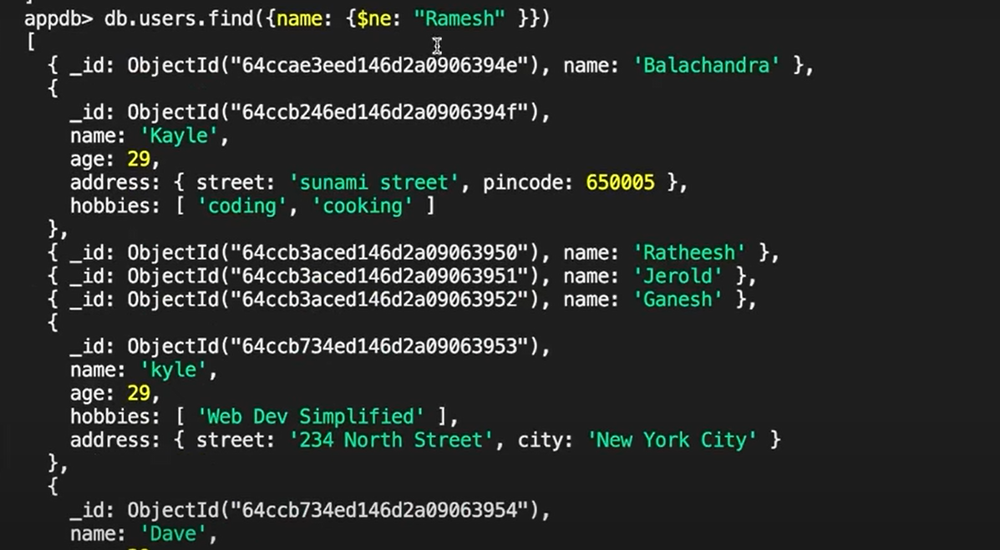 appdb> db.users.find({name: {$ne: "Ramesh" }})
[
{ _id: ObjectId("64ccae3eed146d2a0906394e"), name: 'Balachandra' },
{
_id: ObjectId("64ccb246ed146d2a0906394f"),
name: 'Kayle',
age: 29,
address: { street: 'sunami street', pincode: 650005 },
hobbies: [ 'coding', 'cooking' ]
},
{ _id: ObjectId("64ccb3aced146d2a09063950"), name: 'Ratheesh' },
{ _id: ObjectId("64ccb3aced146d2a09063951"), name: 'Jerold' },
{ _id: ObjectId("64ccb3aced146d2a09063952"), name: 'Ganesh' },
{
_id: ObjectId("64ccb734ed146d2a09063953"),
name: 'kyle',
age: 29,
hobbies: [ 'Web Dev Simplified' ],
address: { street: '234 North Street', city: 'New York City' }
},
{
_id: ObjectId("64ccb734ed146d2a09063954"),
name: 'Dave',